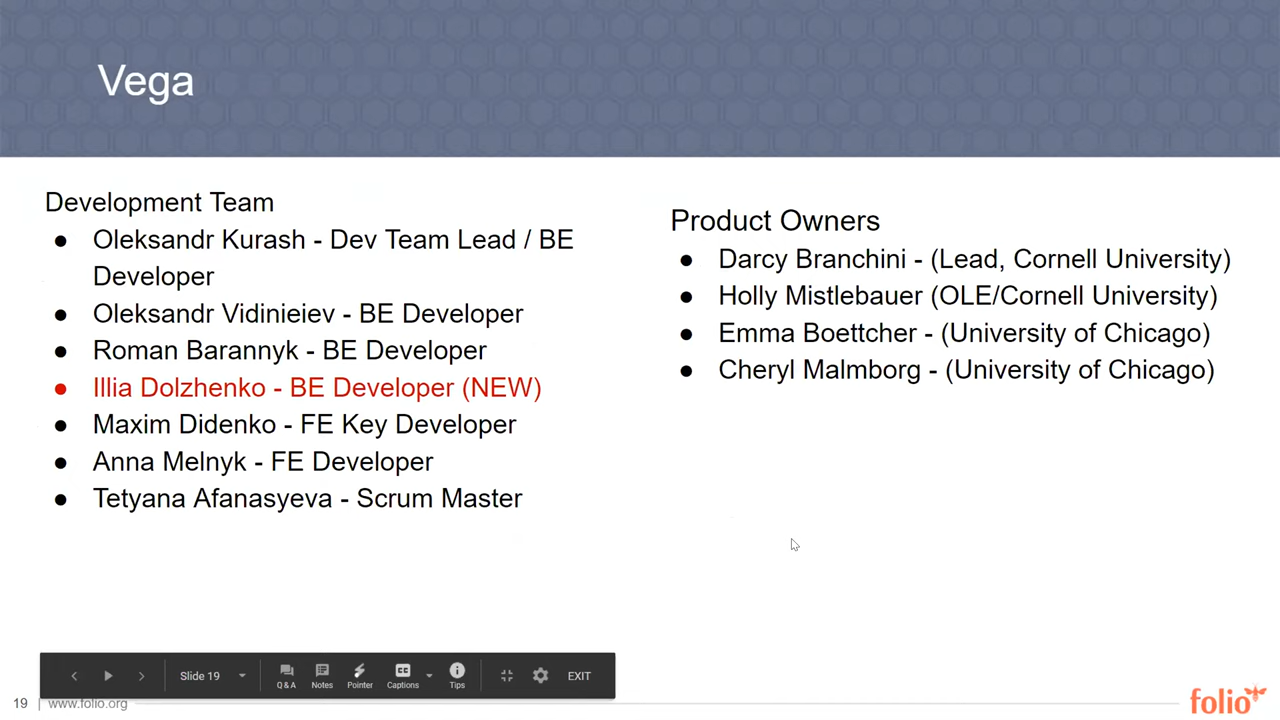 Vega
Development Team
● Oleksandr Kurash - Dev Team Lead / BE
Developer
● Oleksandr Vidinieiev - BE Developer
● Roman Barannyk - BE Developer
● Illia Dolzhenko - BE Developer (NEW)
● Maxim Didenko - FE Key Developer
● Anna Melnyk - FE Developer
● Tetyana Afanasyeva - Scrum Master
Product Owners
● Darcy Branchini - (Lead, Cornell University)
● Holly Mistlebauer (OLE/Cornell University)
● Emma Boettcher - (University of Chicago)
● Cheryl Malmborg - (University of Chicago)
Slide 19
Q & A
Notes
Pointer
CC
Captions
Tips
EXIT
19 | www.folio.org
folio